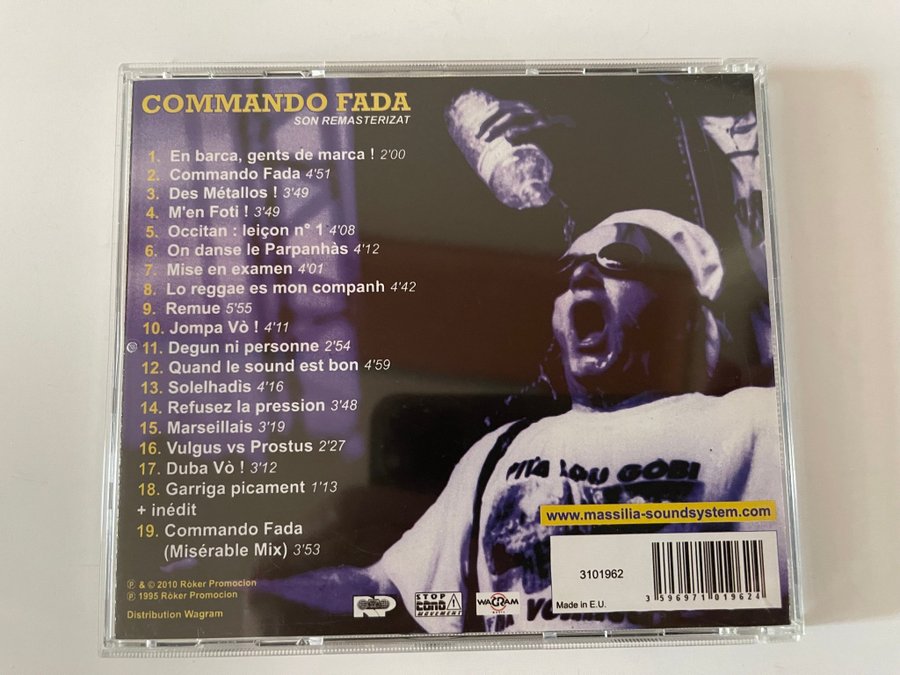 COMMANDO FADA
SON REMASTERIZAT
1. En barca, gents de marca ! 2'00
2. Commando Fada 4'51
3. Des Métallos ! 3'49
4. M'en Foti ! 3'49
5. Occitan : leiçon n° 1 4'08
6. On danse le Parpanhàs 4'12
7. Mise en examen 4'01
8. Lo reggae es mon companh 4'42
9. Remue 5'55
10. Jompa Vò ! 4'11
11. Degun ni personne 2'54
12. Quand le sound est bon 4'59
13. Solelhadìs 4'16
14. Refusez la pression 3'48
15. Marseillais 3'19
16. Vulgus vs Prostus 2'27
17. Duba Vò ! 3'12
18. Garriga picament 1'13
+ inédit
19. Commando Fada
(Misérable Mix) 3'53
LOU GOBI
www.massilia-soundsystem.com
3101962
Made in E.U.
3 596971 019624
℗ & © 2010 Ròker Promocion
℗ 1995 Ròker Promocion
Distribution Wagram
STOP
MOVEMENT
WAGRAM